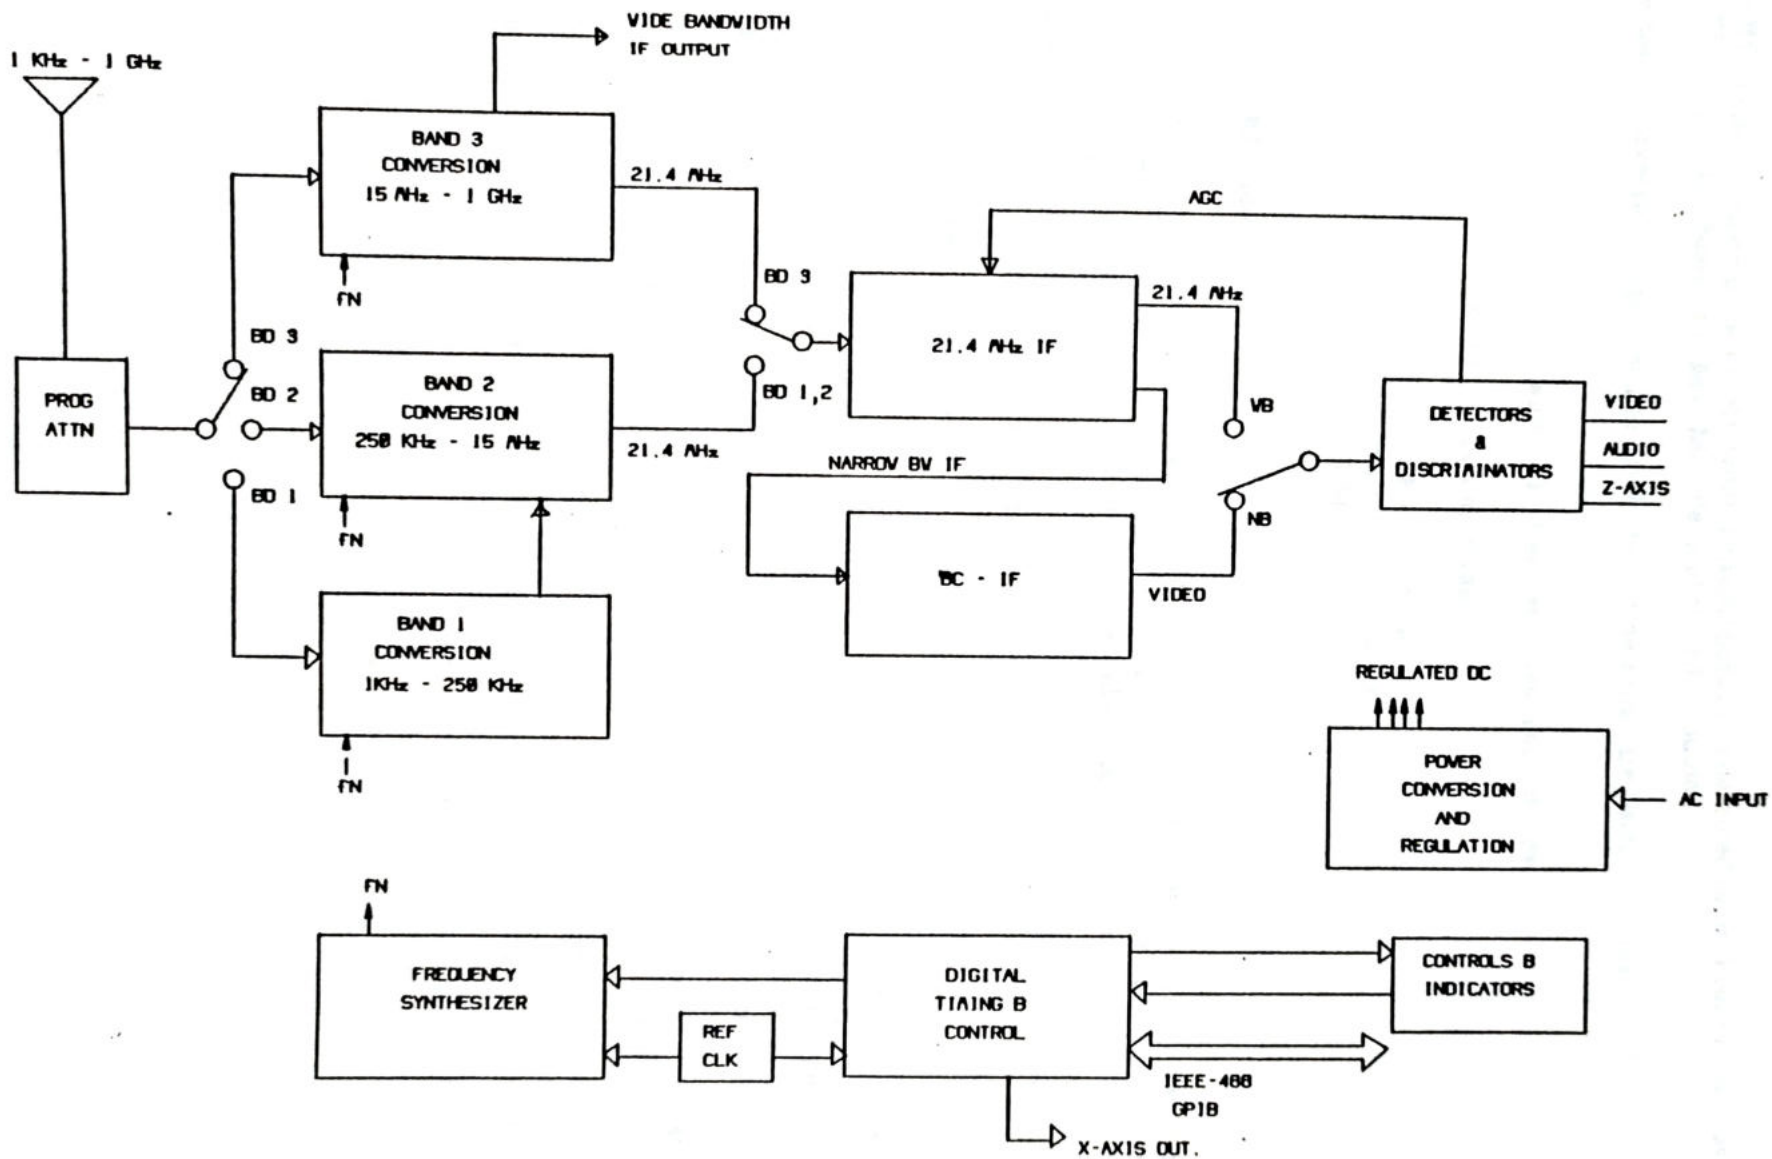 VIDE BANDVIDTH
IF OUTPUT
1 KHz - 1 GHz
BAND 3
CONVERSION
15 MHz - 1 GHz
21.4 MHz
FN
BD 3
BD 2
BD 1
PROG
ATTN
BAND 2
CONVERSION
250 KHz - 15 MHz
21.4 MHz
FN
BAND 1
CONVERSION
1KHz - 250 KHz
FN
BD 3
BD 1,2
AGC
21.4 MHz IF
21.4 MHz
NARROV BV IF
DC - IF
VIDEO
VB
NB
DETECTORS
&
DISCRIMINATORS
VIDEO
AUDIO
Z-AXIS
REGULATED DC
POVER
CONVERSION
AND
REGULATION
AC INPUT
FN
FREQUENCY
SYNTHESIZER
REF
CLK
DIGITAL
TIMING &
CONTROL
CONTROLS &
INDICATORS
IEEE-488
GPIB
X-AXIS OUT.